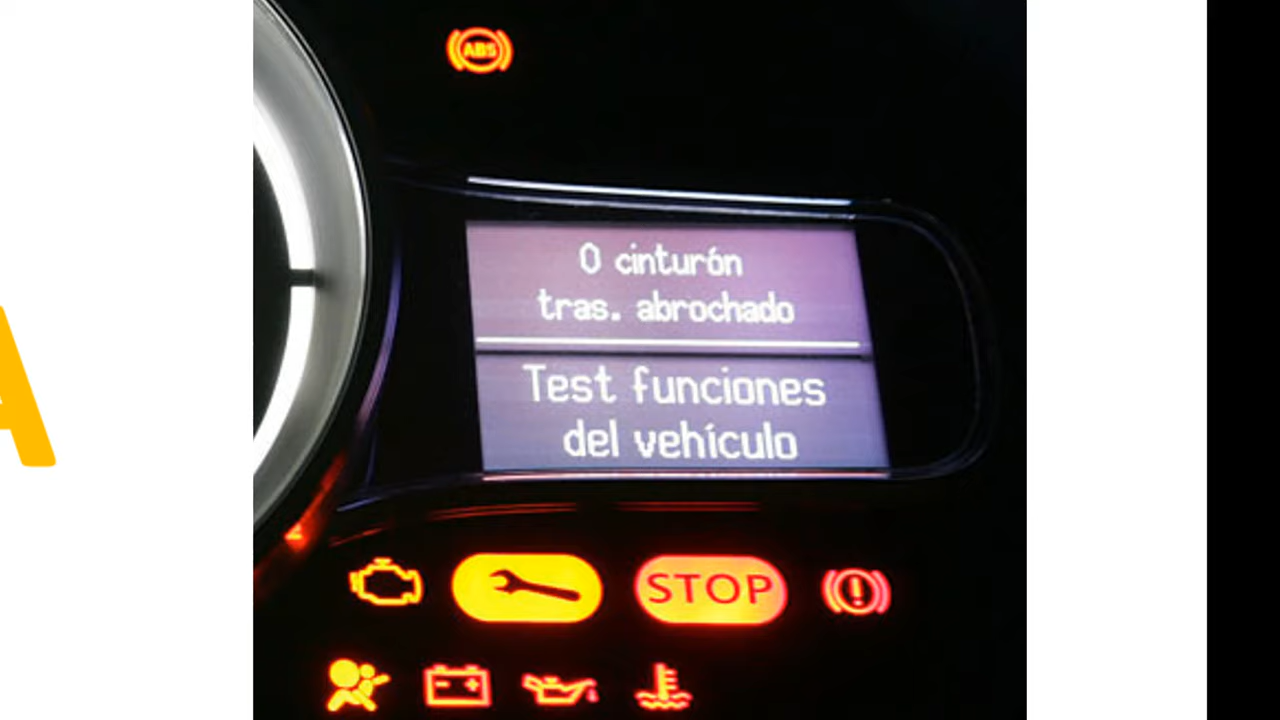 A
ABS
0 cinturón
tras. abrochado
Test funciones
del vehículo
STOP